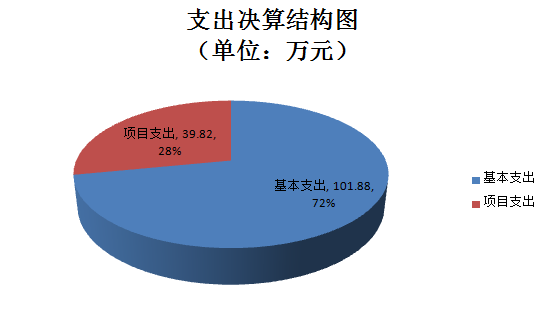 支出决算结构图
（单位：万元）
项目支出, 39.82,
28%
基本支出, 101.88,
72%
基本支出
项目支出